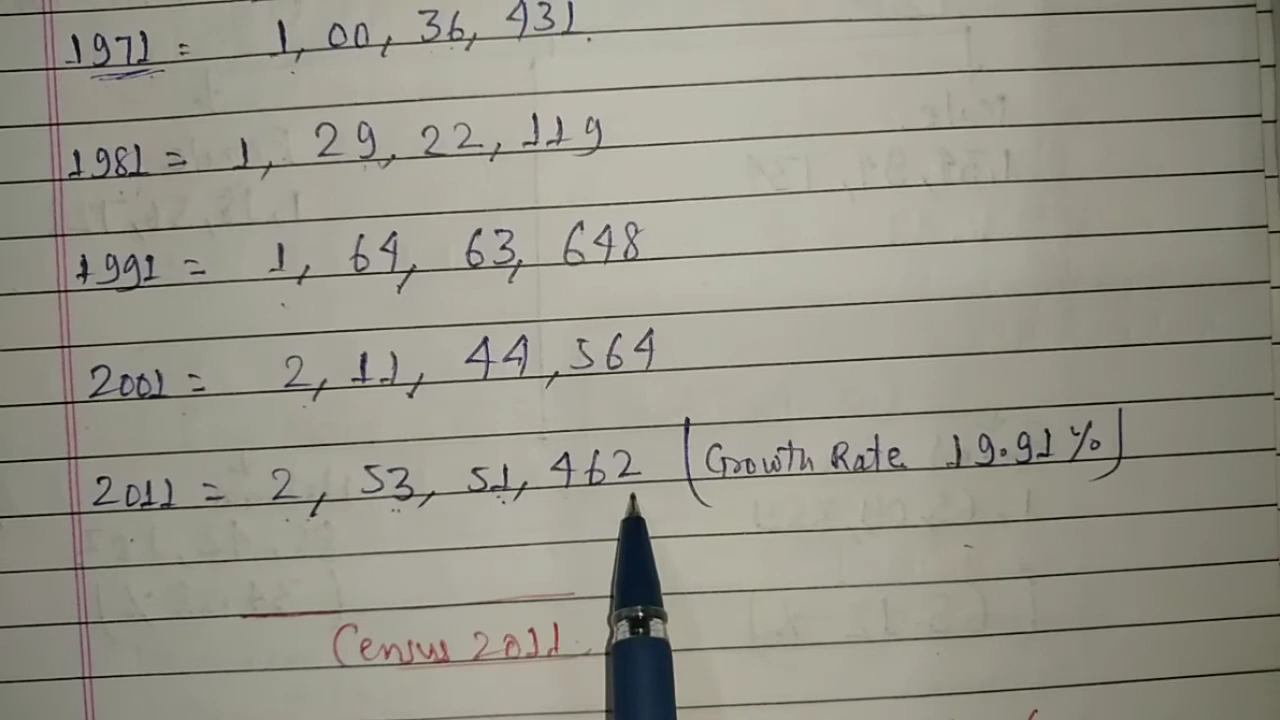 1971 = 1, 00, 36, 431.
1981 = 1, 29, 22, 119
1991 = 1, 64, 63, 648
2001 = 2, 11, 44, 564
2011 = 2, 53, 51, 462 (Growth Rate 19.91%)
Census 2011.